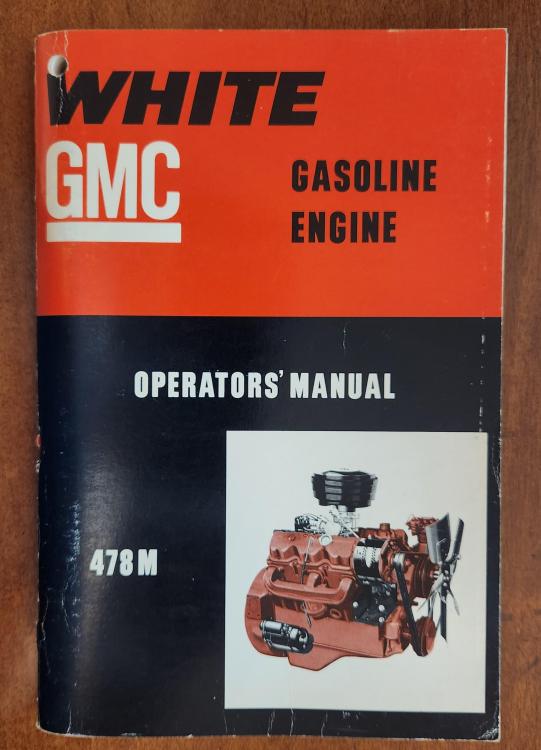 WHITE
GMC
GASOLINE
ENGINE
OPERATORS' MANUAL
478M